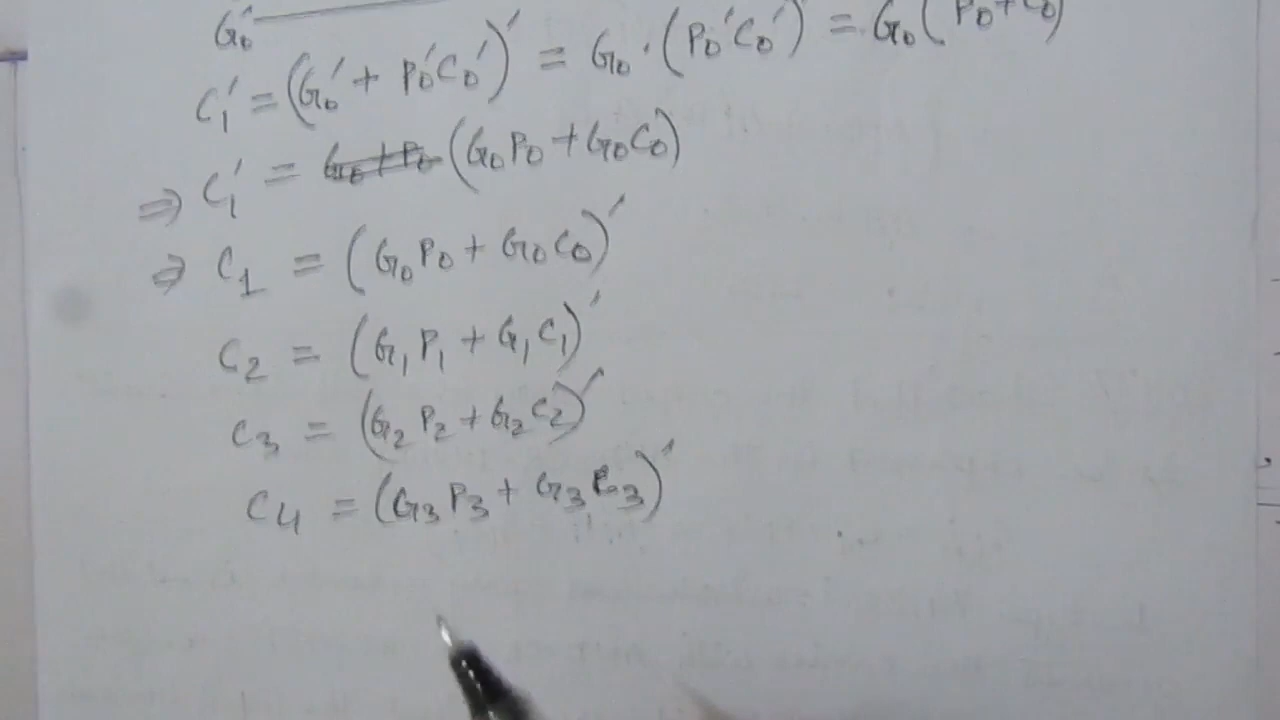 G₀'
C₁' = (G₀' + P₀'C₀')' = G₀ · (P₀'C₀')' = G₀(P₀+C₀)
⇒ C₁' = (G₀P₀ + G₀C₀)
⇒ C₁ = (G₀P₀ + G₀C₀)'
C₂ = (G₁P₁ + G₁C₁)'
C₃ = (G₂P₂ + G₂C₂)'
C₄ = (G₃P₃ + G₃C₃)'